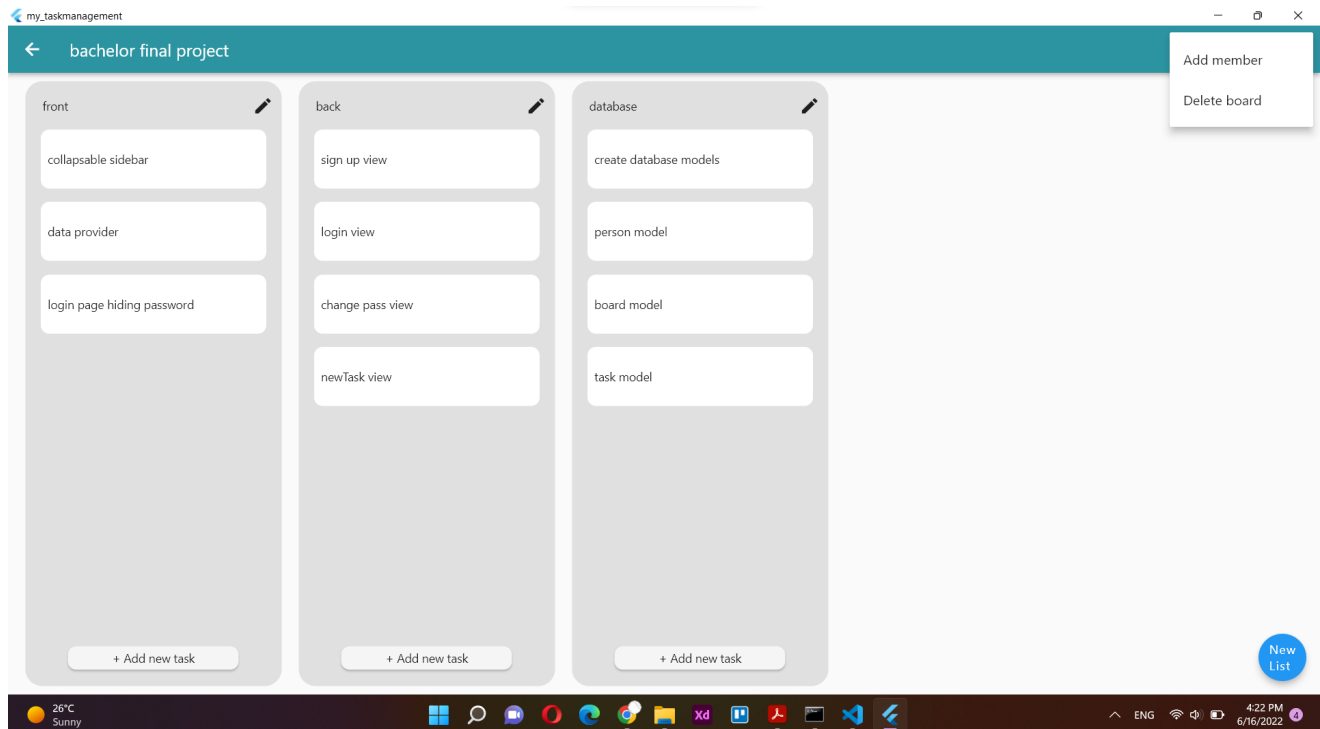 my_taskmanagement
bachelor final project
Add member
Delete board
front
collapsable sidebar
data provider
login page hiding password
+ Add new task
back
sign up view
login view
change pass view
newTask view
+ Add new task
database
create database models
person model
board model
task model
+ Add new task
New
List
26°C
Sunny
Xd
ENG
4:22 PM
6/16/2022
4